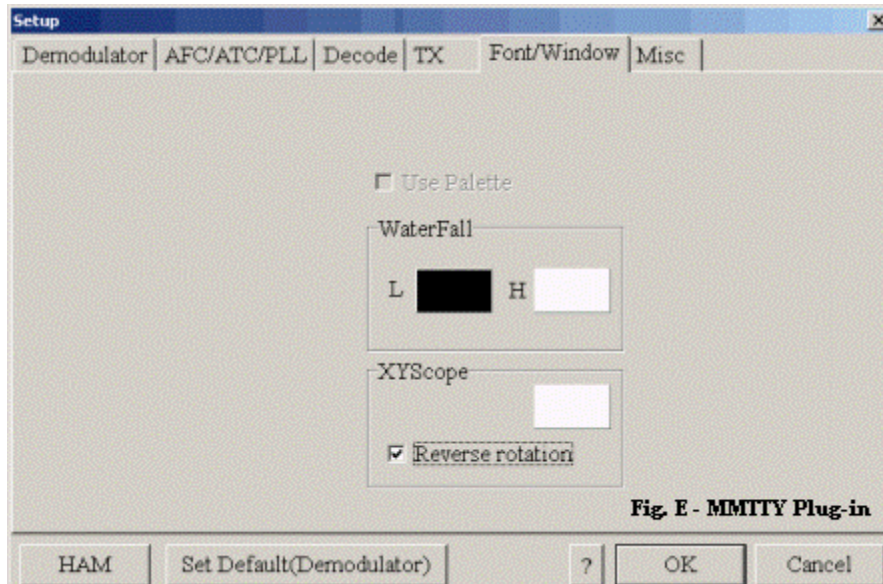 Setup
Demodulator AFC/ATC/PLL Decode TX Font/Window Misc
Use Palette
WaterFall
L H
XYScope
Reverse rotation
Fig. E - MMTTY Plug-in
HAM Set Default(Demodulator) ? OK Cancel